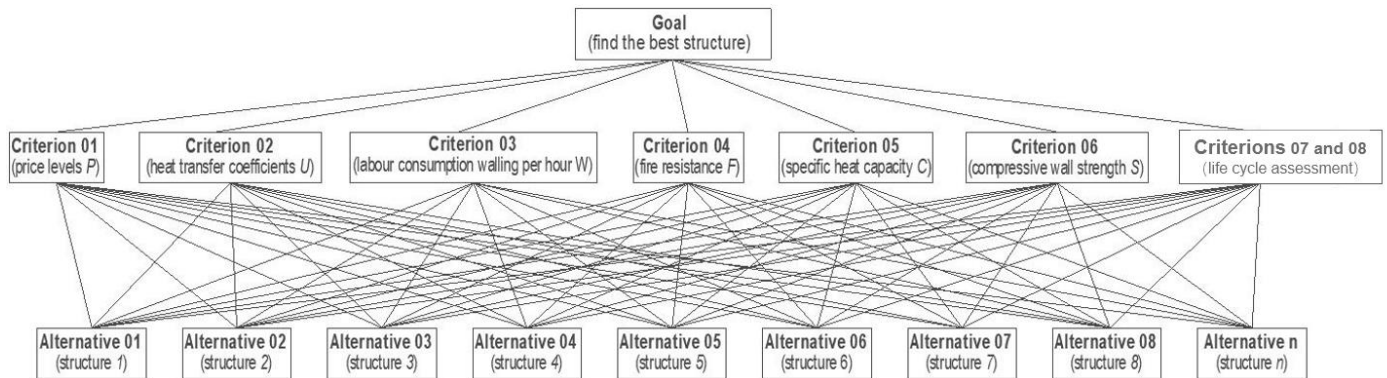 Goal
(find the best structure)
Criterion 01
(price levels P)
Criterion 02
(heat transfer coefficients U)
Criterion 03
(labour consumption walling per hour W)
Criterion 04
(fire resistance F)
Criterion 05
(specific heat capacity C)
Criterion 06
(compressive wall strength S)
Criterions 07 and 08
(life cycle assessment)
Alternative 01
(structure 1)
Alternative 02
(structure 2)
Alternative 03
(structure 3)
Alternative 04
(structure 4)
Alternative 05
(structure 5)
Alternative 06
(structure 6)
Alternative 07
(structure 7)
Alternative 08
(structure 8)
Alternative n
(structure n)